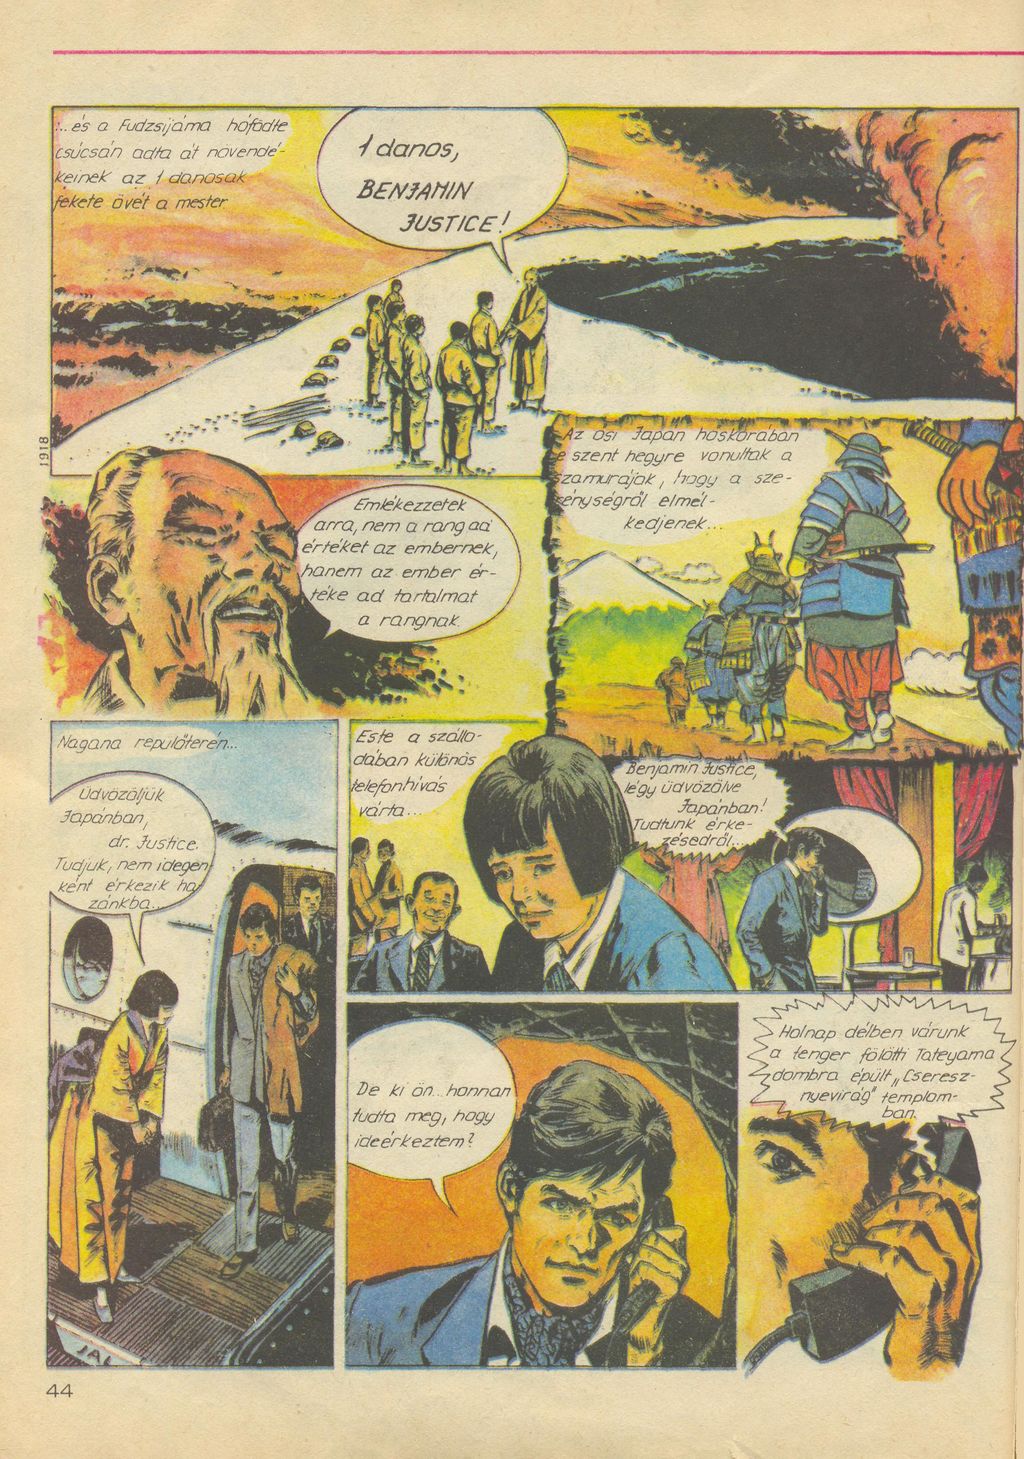 ...és a Fudzsijáma hófödte
csúcsán adta át növendé-
keinek az 1 danosak
fekete övét a mester
1 danos,
BENJAMIN
JUSTICE!
1918
Emlékezzetek
arra, nem a rang ad
értéket az embernek,
hanem az ember ér-
téke ad tartalmat
a rangnak.
Az ősi Japán hőskorában
e szent hegyre vonultak a
szamurájok, hogy a sze-
rénységről elmél-
kedjenek...
Nagana repülőterén...
Üdvözöljük
Japánban,
dr. Justice.
Tudjuk, nem idegen-
ként érkezik ha-
zánkba...
Este a szállo-
dában különös
telefonhívás
várta...
Benjamin Justice,
légy üdvözölve
Japánban!
Tudtunk érke-
zésedről...
De ki ön... honnan
tudta meg, hogy
ideérkeztem?
Holnap délben várunk
a tenger fölötti Tateyama
dombra épült „Cseresz-
nyevirág" templom-
ban.
JAL
44